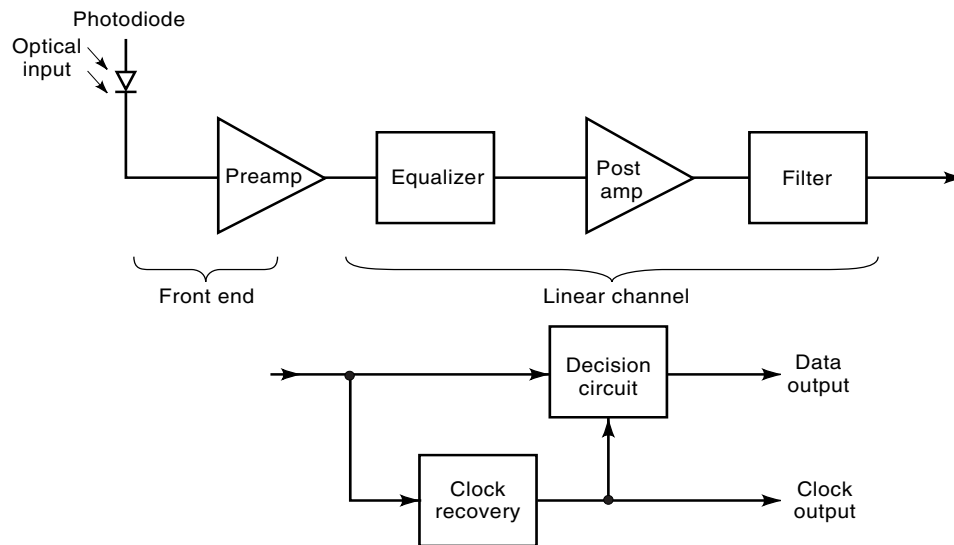 Photodiode
Optical
input
Preamp
Equalizer
Post
amp
Filter
Front end
Linear channel
Decision
circuit
Data
output
Clock
recovery
Clock
output